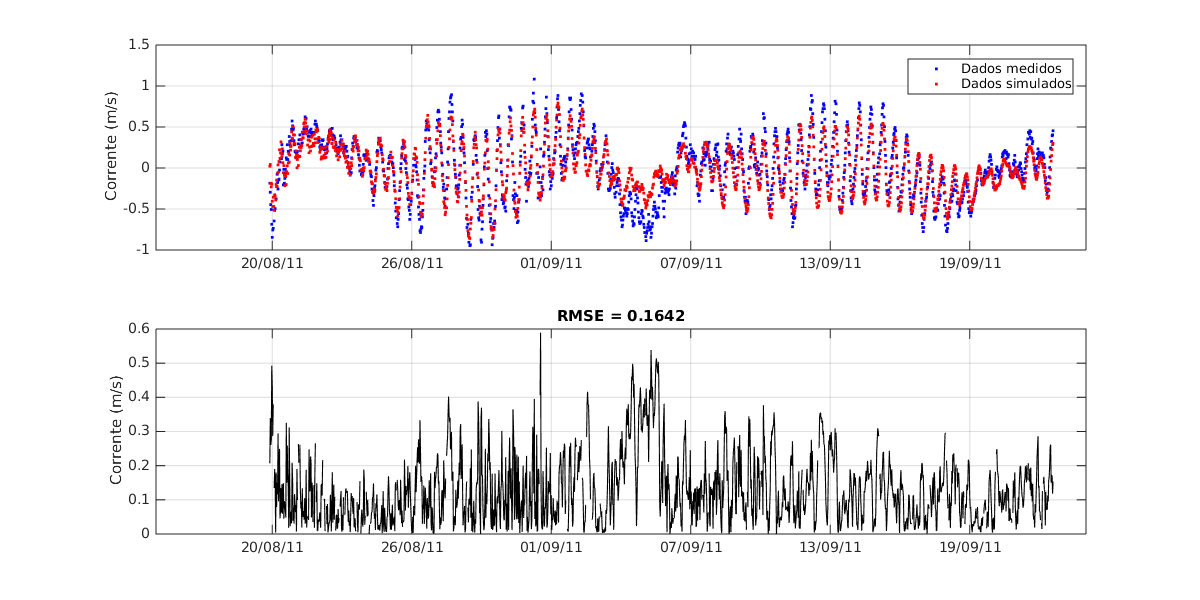 1.5
1
0.5
0
-0.5
-1
Corrente (m/s)
Dados medidos
Dados simulados
20/08/11 26/08/11 01/09/11 07/09/11 13/09/11 19/09/11
RMSE = 0.1642
0.6
0.5
0.4
0.3
0.2
0.1
0
Corrente (m/s)
20/08/11 26/08/11 01/09/11 07/09/11 13/09/11 19/09/11